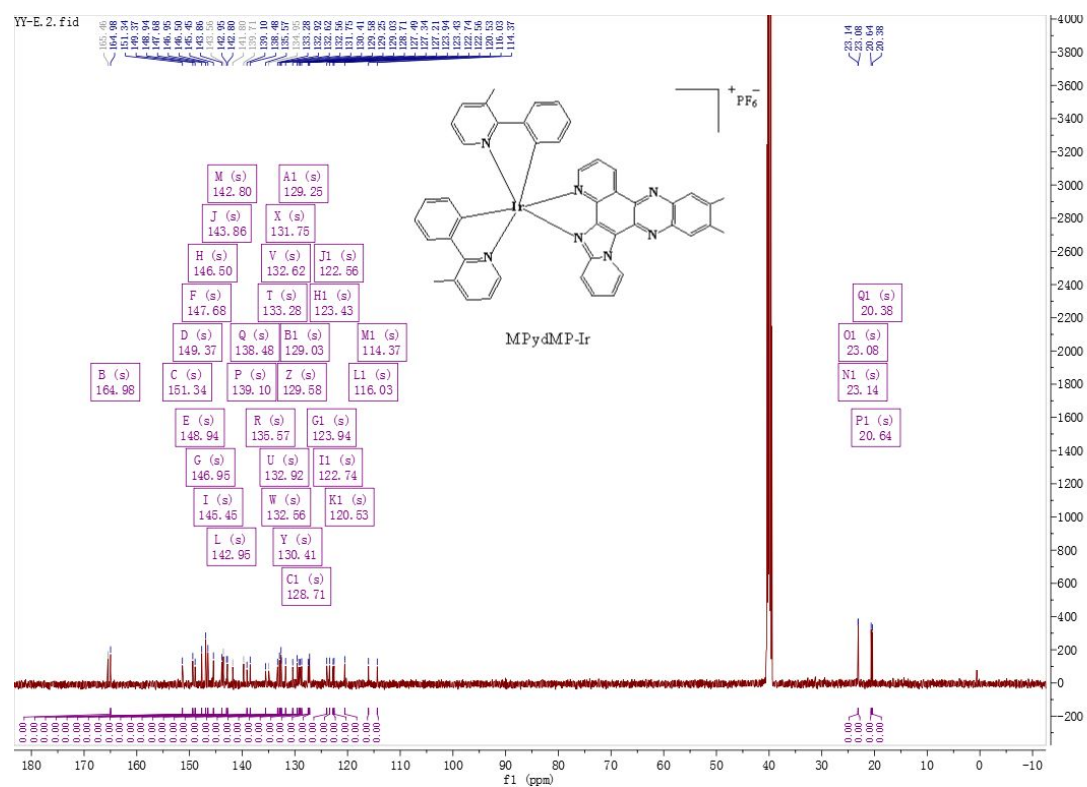 YY-E.2.fid
165.46
164.98
151.34
149.37
148.94
147.68
146.95
146.50
145.45
143.86
143.56
142.95
142.80
141.80
139.71
139.10
138.48
135.57
134.95
133.28
132.92
132.62
132.56
131.75
130.41
129.58
129.25
129.03
128.71
127.49
127.34
127.21
123.94
123.43
122.74
122.56
120.53
116.03
114.37
23.14
23.08
20.64
20.38
+
PF6 −
N
N
Ir
N
N
N
N
N
MPydMP-Ir
M (s)
142.80
A1 (s)
129.25
J (s)
143.86
X (s)
131.75
H (s)
146.50
V (s)
132.62
J1 (s)
122.56
F (s)
147.68
T (s)
133.28
H1 (s)
123.43
Q1 (s)
20.38
D (s)
149.37
Q (s)
138.48
B1 (s)
129.03
M1 (s)
114.37
O1 (s)
23.08
B (s)
164.98
C (s)
151.34
P (s)
139.10
Z (s)
129.58
L1 (s)
116.03
N1 (s)
23.14
E (s)
148.94
R (s)
135.57
G1 (s)
123.94
P1 (s)
20.64
G (s)
146.95
U (s)
132.92
I1 (s)
122.74
I (s)
145.45
W (s)
132.56
K1 (s)
120.53
L (s)
142.95
Y (s)
130.41
C1 (s)
128.71
4000
3800
3600
3400
3200
3000
2800
2600
2400
2200
2000
1800
1600
1400
1200
1000
800
600
400
200
0
-200
180 170 160 150 140 130 120 110 100 90 80 70 60 50 40 30 20 10 0 -10
f1 (ppm)